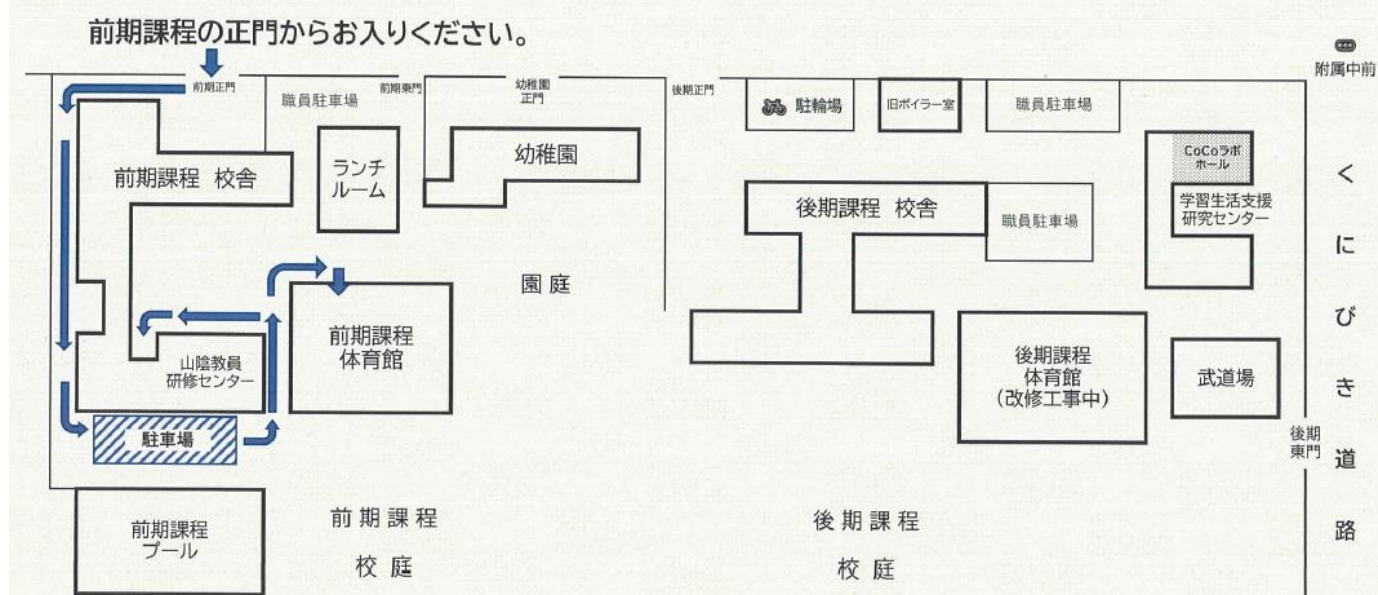 前期課程の正門からお入りください。
附属中前
前期正門
職員駐車場
前期東門
幼稚園
正門
後期正門
駐輪場
旧ボイラー室
職員駐車場
CoCoラボ
ホール
前期課程 校舎
ランチ
ルーム
幼稚園
後期課程 校舎
職員駐車場
学習生活支援
研究センター
園庭
前期課程
体育館
山陰教員
研修センター
後期課程
体育館
(改修工事中)
武道場
駐車場
後期
東門
くにびき道路
前期課程
プール
前期課程
校庭
後期課程
校庭